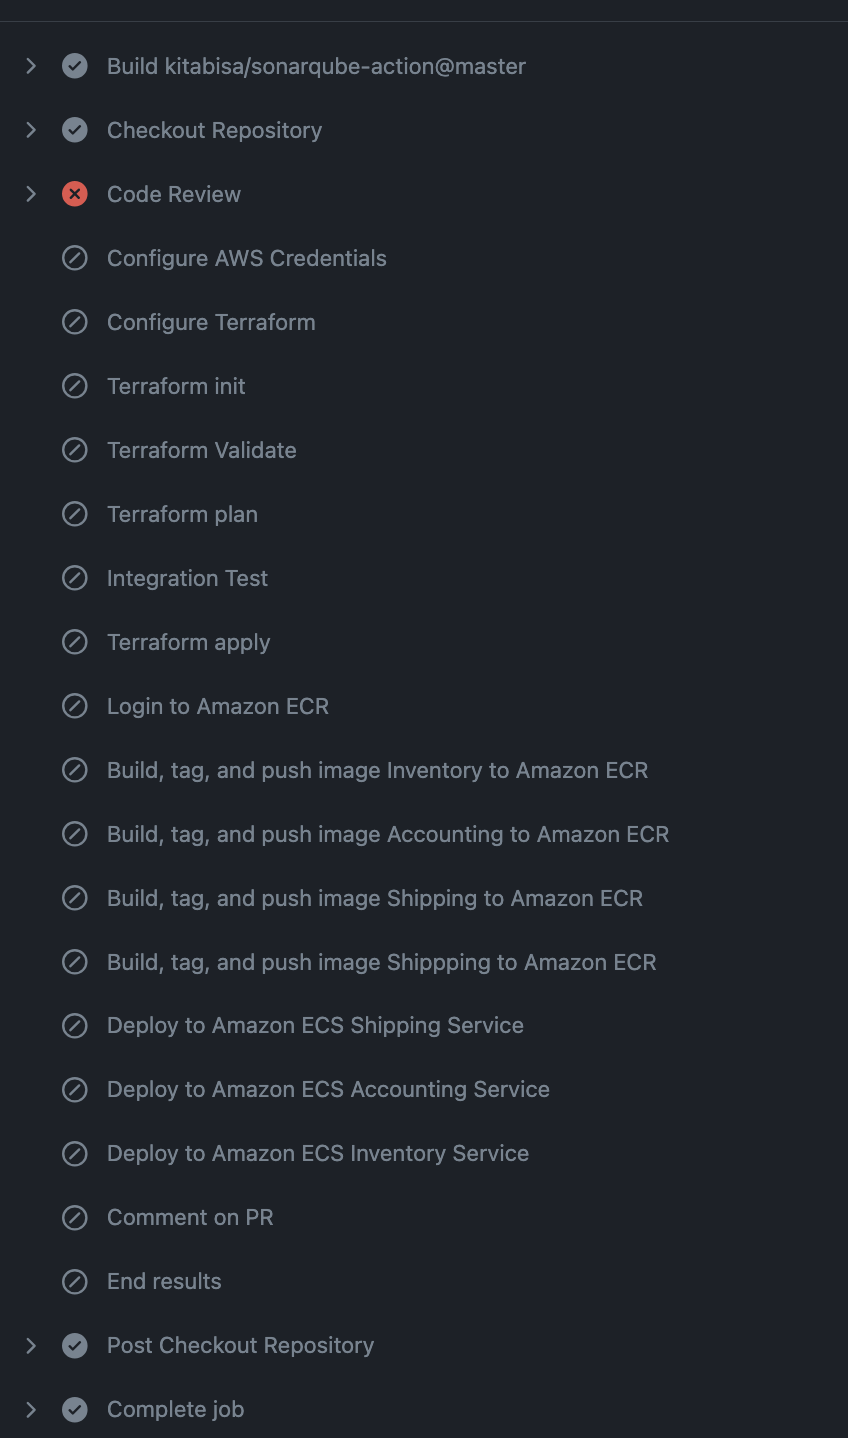 Build kitabisa/sonarqube-action@master
Checkout Repository
Code Review
Configure AWS Credentials
Configure Terraform
Terraform init
Terraform Validate
Terraform plan
Integration Test
Terraform apply
Login to Amazon ECR
Build, tag, and push image Inventory to Amazon ECR
Build, tag, and push image Accounting to Amazon ECR
Build, tag, and push image Shipping to Amazon ECR
Build, tag, and push image Shippping to Amazon ECR
Deploy to Amazon ECS Shipping Service
Deploy to Amazon ECS Accounting Service
Deploy to Amazon ECS Inventory Service
Comment on PR
End results
Post Checkout Repository
Complete job